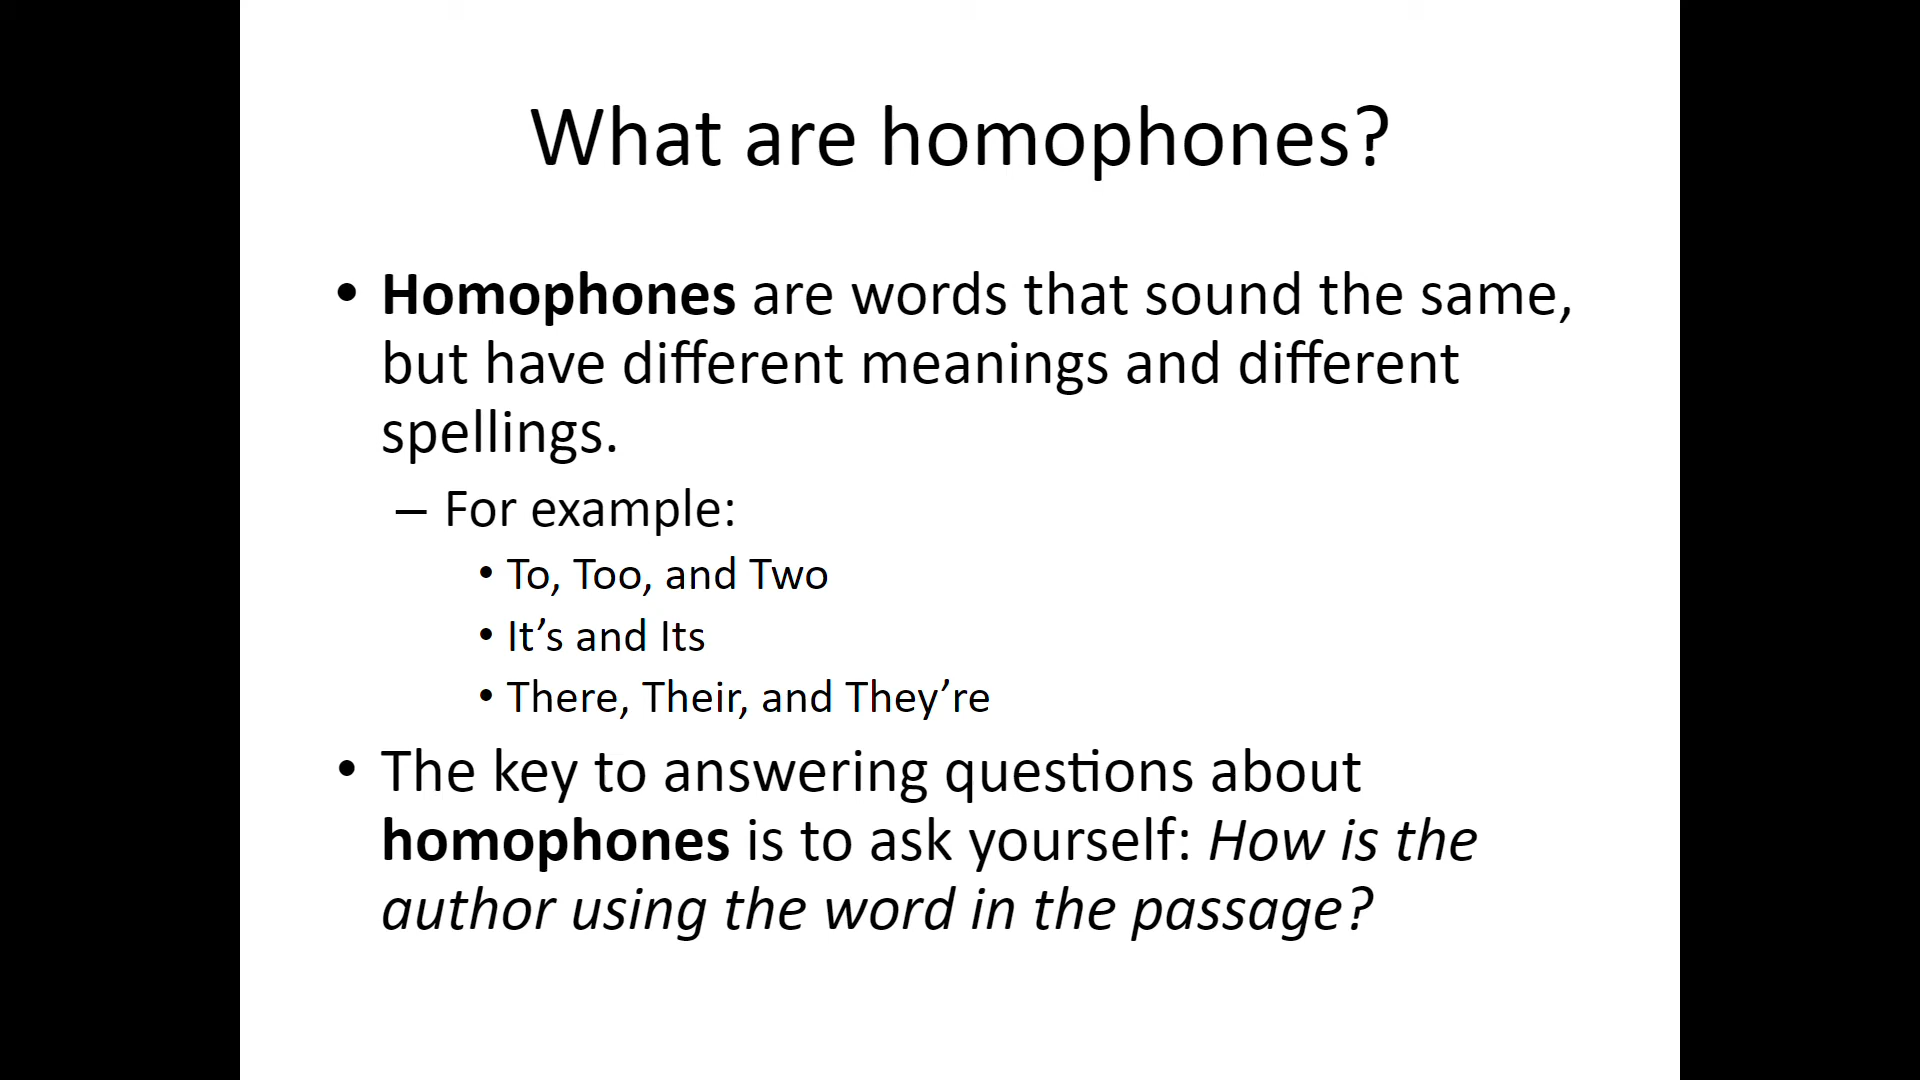 What are homophones?
• Homophones are words that sound the same,
but have different meanings and different
spellings.
– For example:
• To, Too, and Two
• It’s and Its
• There, Their, and They’re
• The key to answering questions about
homophones is to ask yourself: How is the
author using the word in the passage?